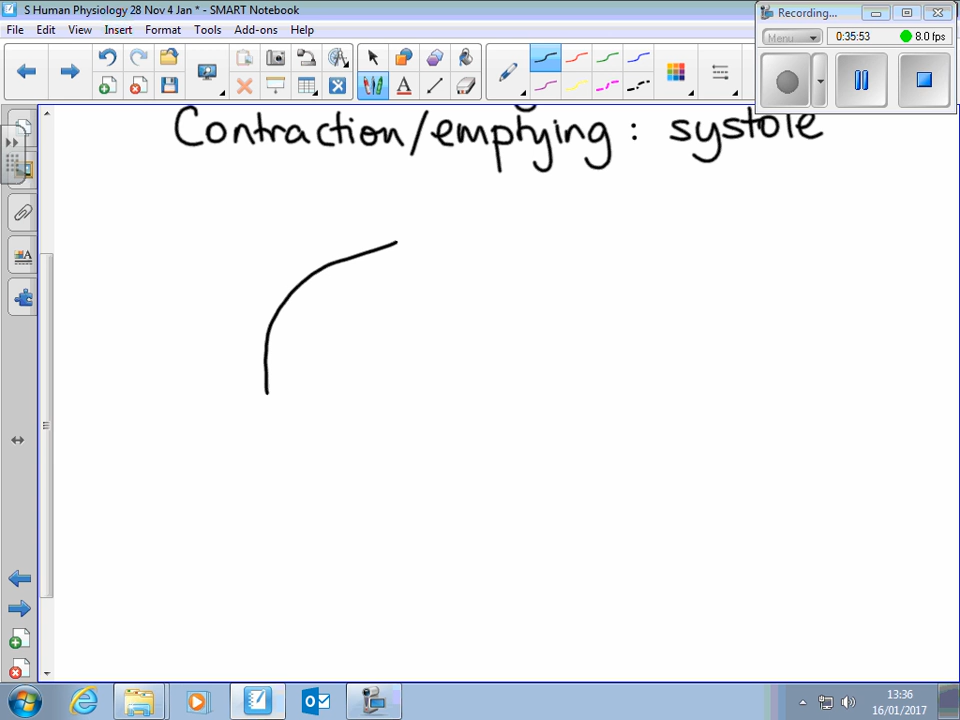 S Human Physiology 28 Nov 4 Jan * - SMART Notebook
Recording...
File Edit View Insert Format Tools Add-ons Help
Menu 0:35:53 8.0 fps
Contraction/emptying : systole
13:36
16/01/2017